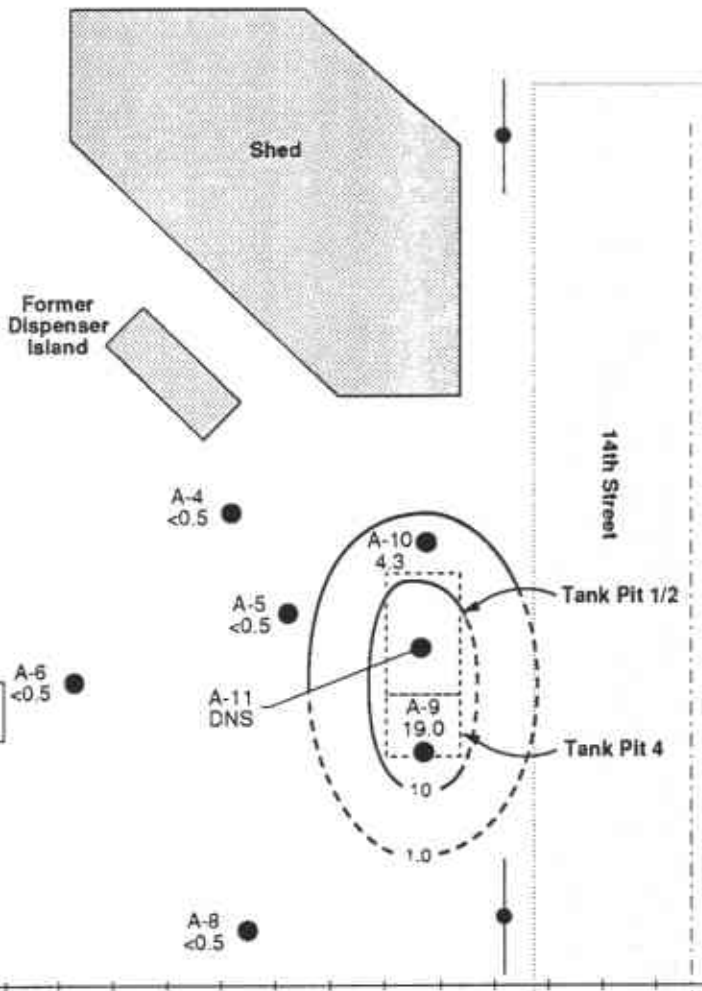 Shed
Former
Dispenser
Island
14th Street
A-4
<0.5
A-10
4.3
Tank Pit 1/2
A-5
<0.5
A-6
<0.5
A-11
DNS
A-9
19.0
Tank Pit 4
10
1.0
A-8
<0.5